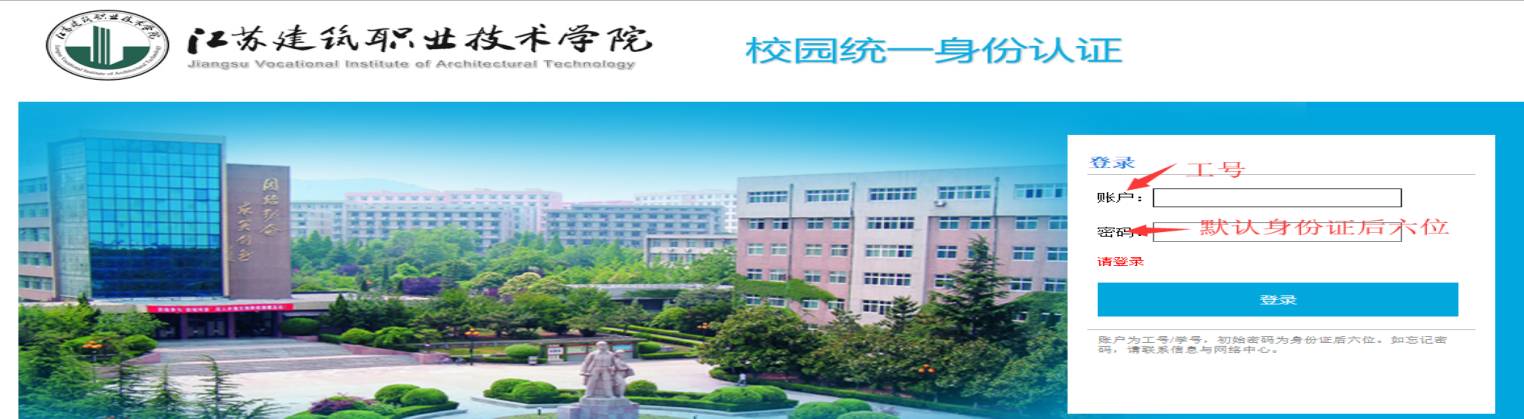 江苏建筑职业技术学院
Jiangsu Vocational Institute of Architectural Technology
校园统一身份认证
团结到会
登录
工号
账户：
密码：
默认身份证后六位
请登录
登录
账户为工号/学号，初始密码为身份证后六位。如忘记密
码，请联系信息与网络中心。